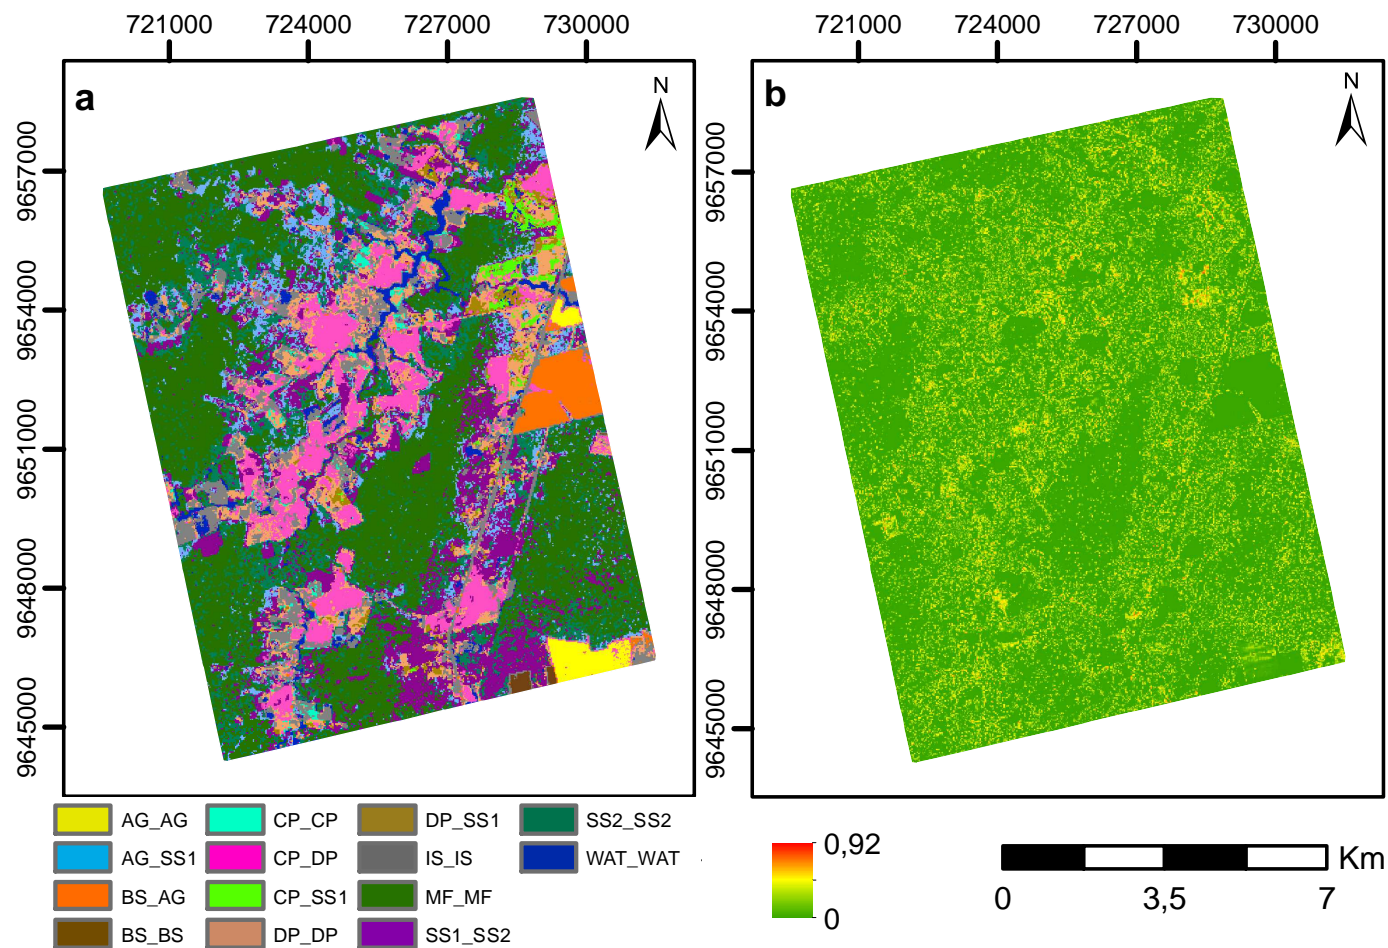 721000 724000 727000 730000
721000 724000 727000 730000
a
N
b
N
9657000
9654000
9651000
9648000
9645000
9657000
9654000
9651000
9648000
9645000
AG_AG
CP_CP
DP_SS1
SS2_SS2
AG_SS1
CP_DP
IS_IS
WAT_WAT
BS_AG
CP_SS1
MF_MF
BS_BS
DP_DP
SS1_SS2
0,92
0
Km
0 3,5 7